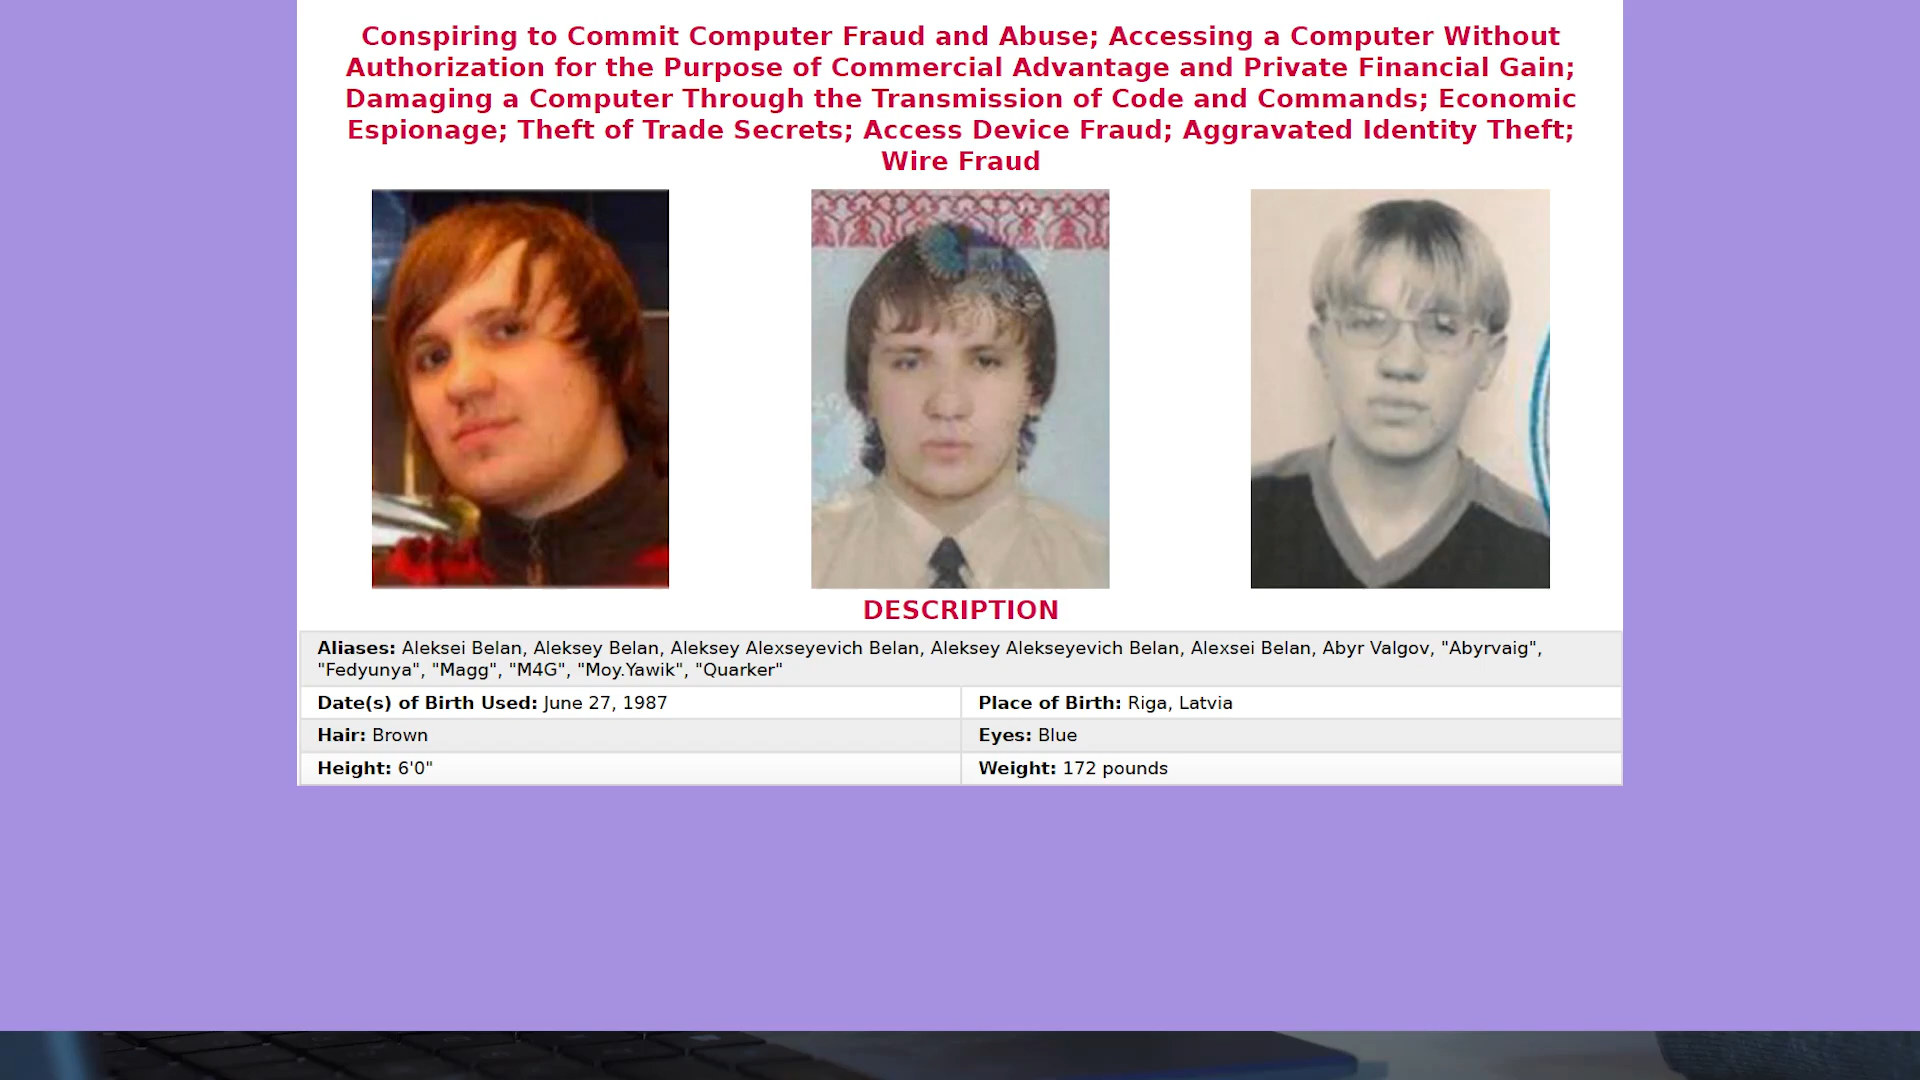 Conspiring to Commit Computer Fraud and Abuse; Accessing a Computer Without
Authorization for the Purpose of Commercial Advantage and Private Financial Gain;
Damaging a Computer Through the Transmission of Code and Commands; Economic
Espionage; Theft of Trade Secrets; Access Device Fraud; Aggravated Identity Theft;
Wire Fraud
DESCRIPTION
Aliases: Aleksei Belan, Aleksey Belan, Aleksey Alexseyevich Belan, Aleksey Alekseyevich Belan, Alexsei Belan, Abyr Valgov, "Abyrvaig",
"Fedyunya", "Magg", "M4G", "Moy.Yawik", "Quarker"
Date(s) of Birth Used: June 27, 1987
Place of Birth: Riga, Latvia
Hair: Brown
Eyes: Blue
Height: 6'0"
Weight: 172 pounds